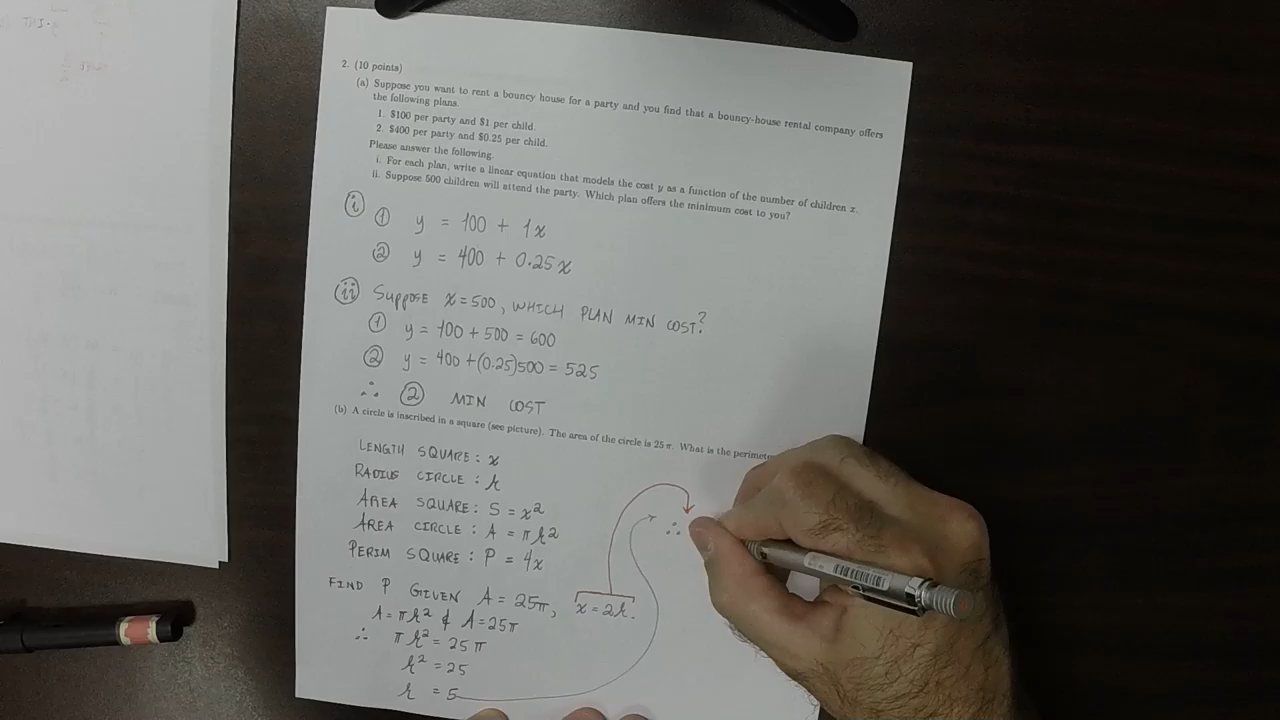 2. (10 points)
(a) Suppose you want to rent a bouncy house for a party and you find that a bouncy-house rental company offers
the following plans.
1. $100 per party and $1 per child.
2. $400 per party and $0.25 per child.
Please answer the following.
i. For each plan, write a linear equation that models the cost y as a function of the number of children x.
ii. Suppose 500 children will attend the party. Which plan offers the minimum cost to you?
i 1 y = 100 + 1x
2 y = 400 + 0.25x
ii SUPPOSE x = 500, WHICH PLAN MIN COST?
1 y = 100 + 500 = 600
2 y = 400 + (0.25)500 = 525
∴ 2 MIN COST
(b) A circle is inscribed in a square (see picture). The area of the circle is 25 π. What is the
LENGTH SQUARE: x
RADIUS CIRCLE: r
AREA SQUARE: S = x²
AREA CIRCLE: A = πr²
PERIM SQUARE: P = 4x
∴
FIND P GIVEN A = 25π, x = 2r.
A = πr² & A = 25π
∴ πr² = 25π
r² = 25
r = 5